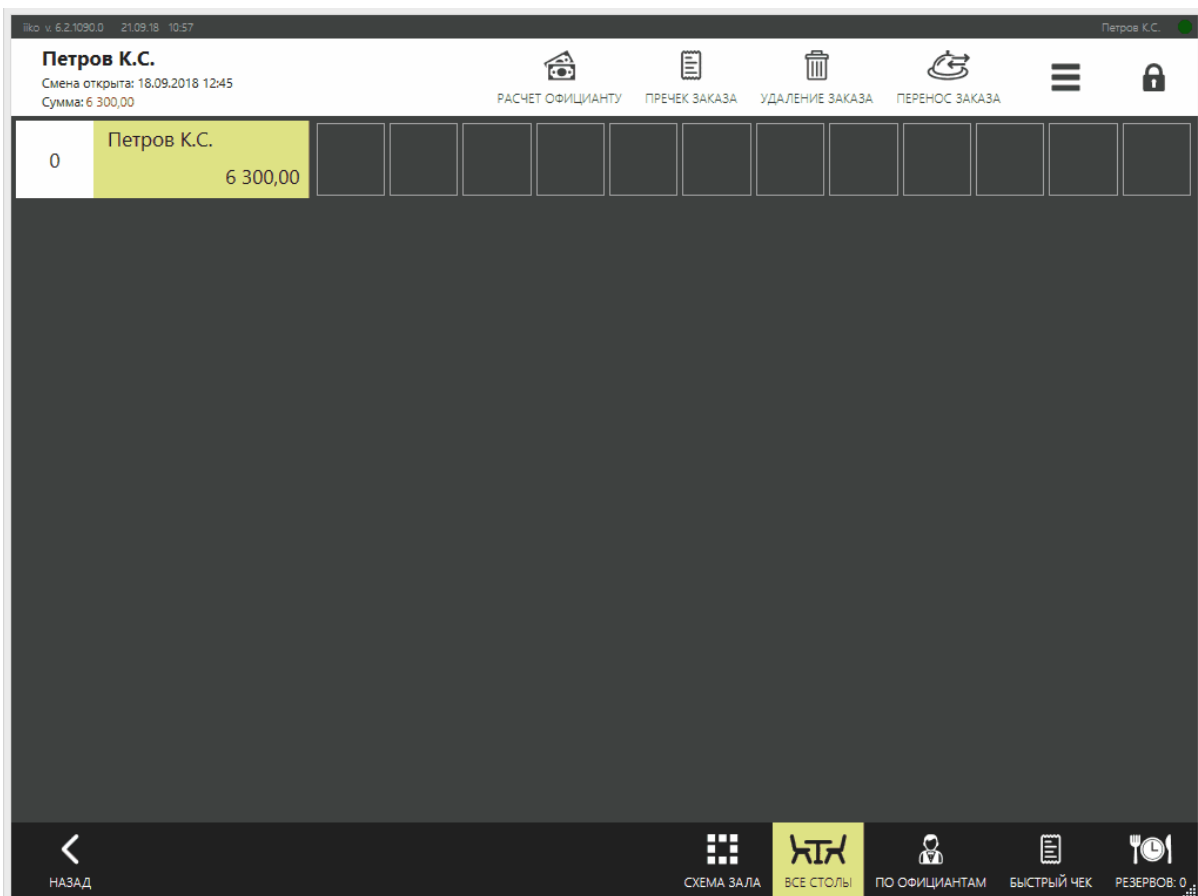 iiko v. 6.2.1090.0 21.09.18 10:57 Петров К.С.
Петров К.С.
Смена открыта: 18.09.2018 12:45
Сумма: 6 300,00
РАСЧЕТ ОФИЦИАНТУ ПРЕЧЕК ЗАКАЗА УДАЛЕНИЕ ЗАКАЗА ПЕРЕНОС ЗАКАЗА
0 Петров К.С.
6 300,00
НАЗАД СХЕМА ЗАЛА ВСЕ СТОЛЫ ПО ОФИЦИАНТАМ БЫСТРЫЙ ЧЕК РЕЗЕРВОВ: 0